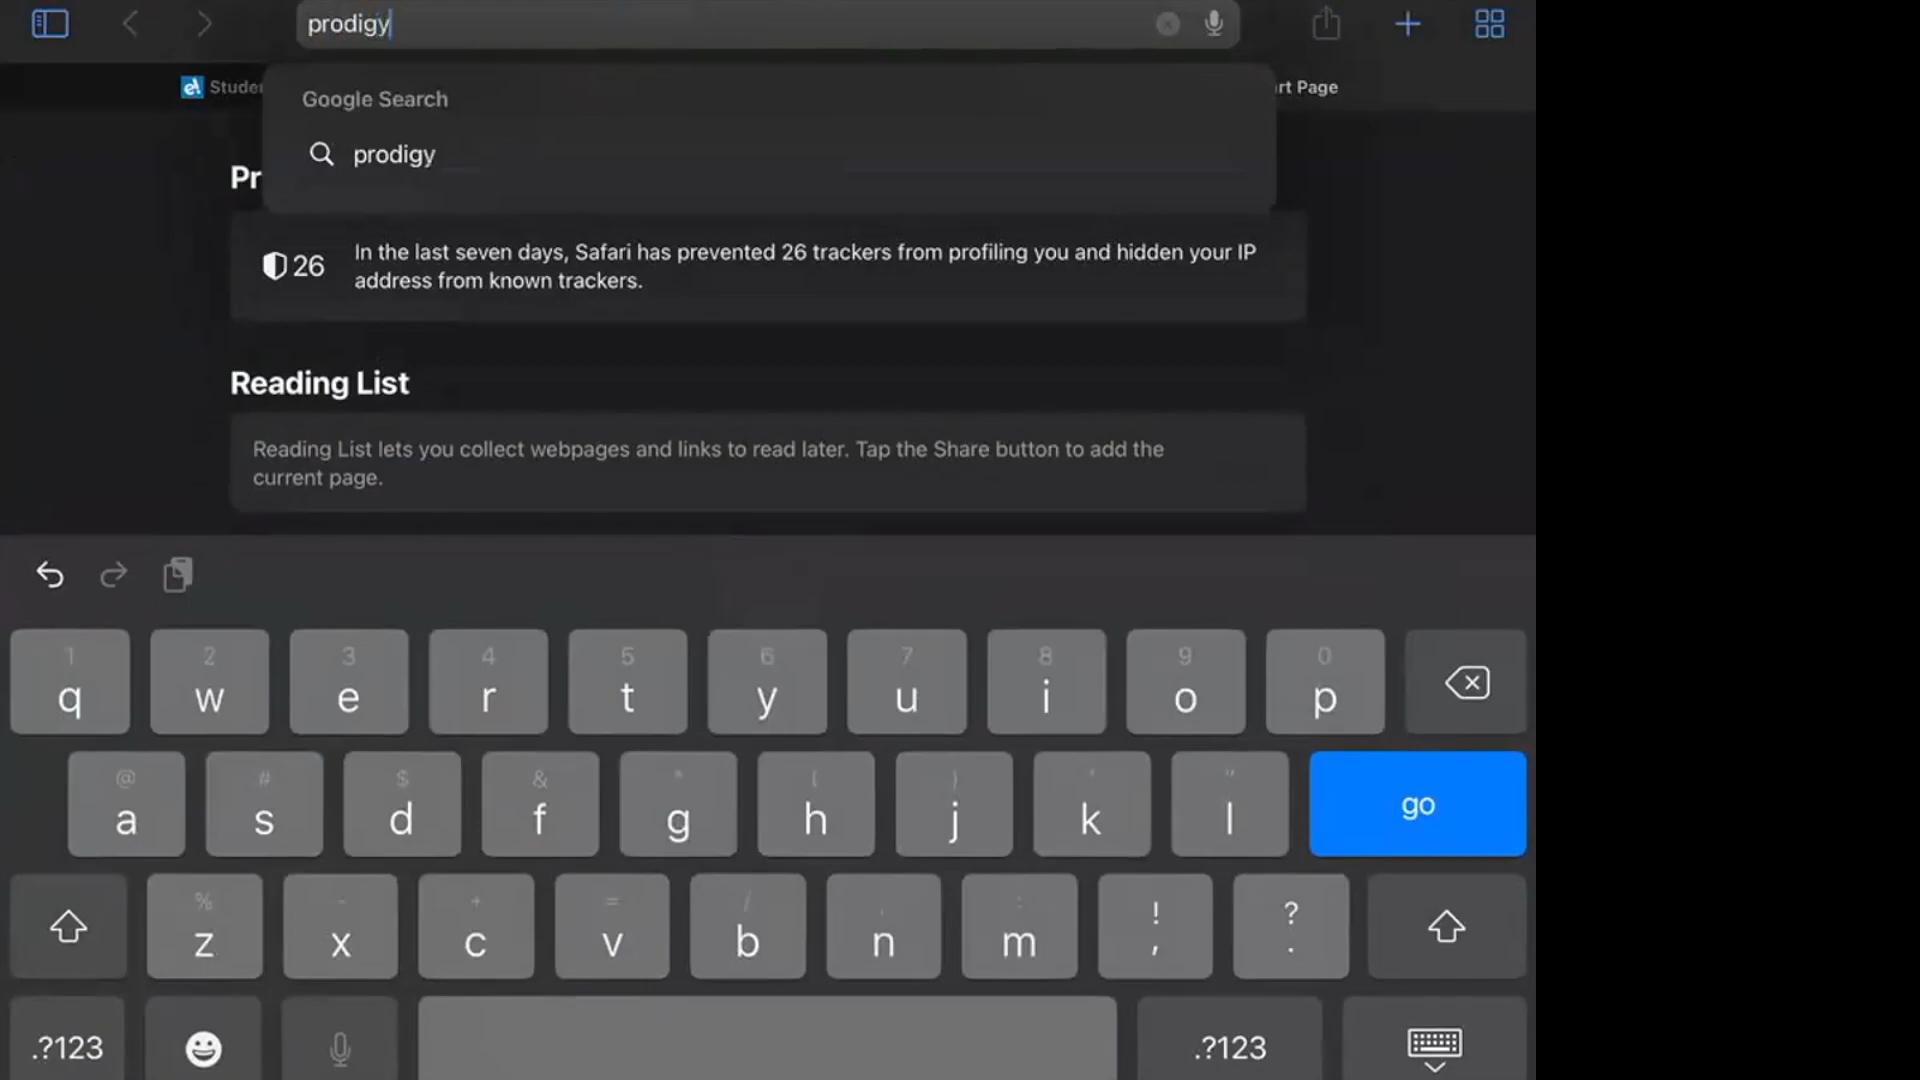 prodigy
Studen
rt Page
Google Search
prodigy
Pr
26
In the last seven days, Safari has prevented 26 trackers from profiling you and hidden your IP
address from known trackers.
Reading List
Reading List lets you collect webpages and links to read later. Tap the Share button to add the
current page.
1 2 3 4 5 6 7 8 9 0
q w e r t y u i o p
@ # $ & * ( ) ' "
a s d f g h j k l go
% - + = / ; : ! ?
z x c v b n m , .
.?123 .?123